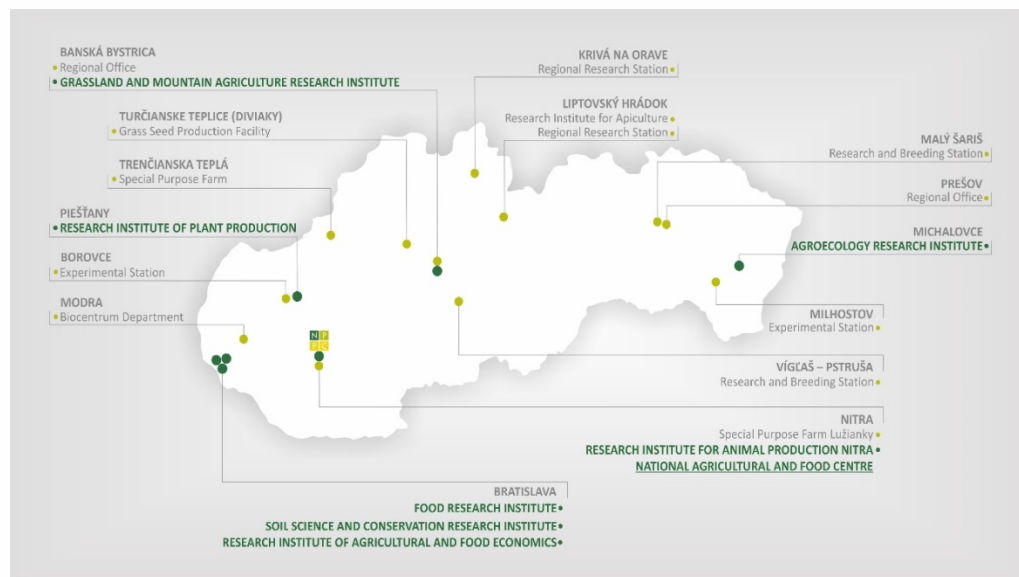 BANSKÁ BYSTRICA
Regional Office
GRASSLAND AND MOUNTAIN AGRICULTURE RESEARCH INSTITUTE
TURČIANSKE TEPLICE (DIVIAKY)
Grass Seed Production Facility
TRENČIANSKA TEPLÁ
Special Purpose Farm
PIEŠŤANY
RESEARCH INSTITUTE OF PLANT PRODUCTION
BOROVCE
Experimental Station
MODRA
Biocentrum Department
KRIVÁ NA ORAVE
Regional Research Station
LIPTOVSKÝ HRÁDOK
Research Institute for Apiculture
Regional Research Station
MALÝ ŠARIŠ
Research and Breeding Station
PREŠOV
Regional Office
MICHALOVCE
AGROECOLOGY RESEARCH INSTITUTE
MILHOSTOV
Experimental Station
VÍGĽAŠ – PSTRUŠA
Research and Breeding Station
N P
P C
NITRA
Special Purpose Farm Lužianky
RESEARCH INSTITUTE FOR ANIMAL PRODUCTION NITRA
NATIONAL AGRICULTURAL AND FOOD CENTRE
BRATISLAVA
FOOD RESEARCH INSTITUTE
SOIL SCIENCE AND CONSERVATION RESEARCH INSTITUTE
RESEARCH INSTITUTE OF AGRICULTURAL AND FOOD ECONOMICS